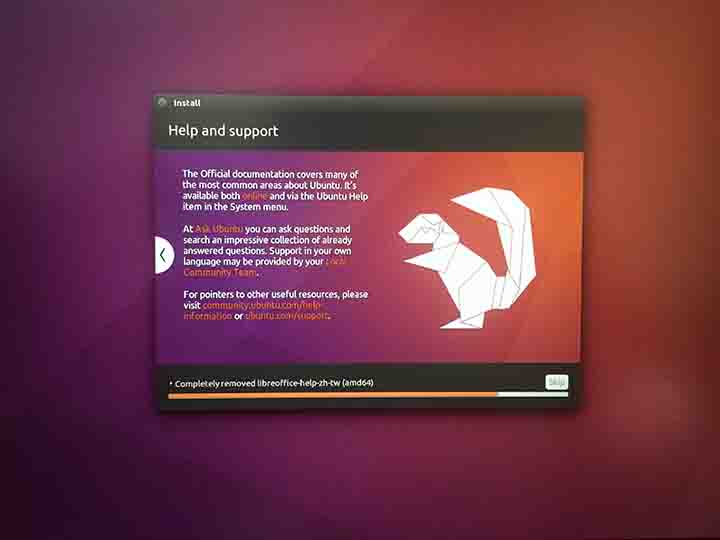 Install
Help and support
The Official documentation covers many of
the most common areas about Ubuntu. It's
available both online and via the Ubuntu Help
item in the System menu.
At Ask Ubuntu you can ask questions and
search an impressive collection of already
answered questions. Support in your own
language may be provided by your Local
Community Team.
For pointers to other useful resources, please
visit community.ubuntu.com/help-
information or ubuntu.com/support.
Completely removed libreoffice-help-zh-tw (amd64)
Skip